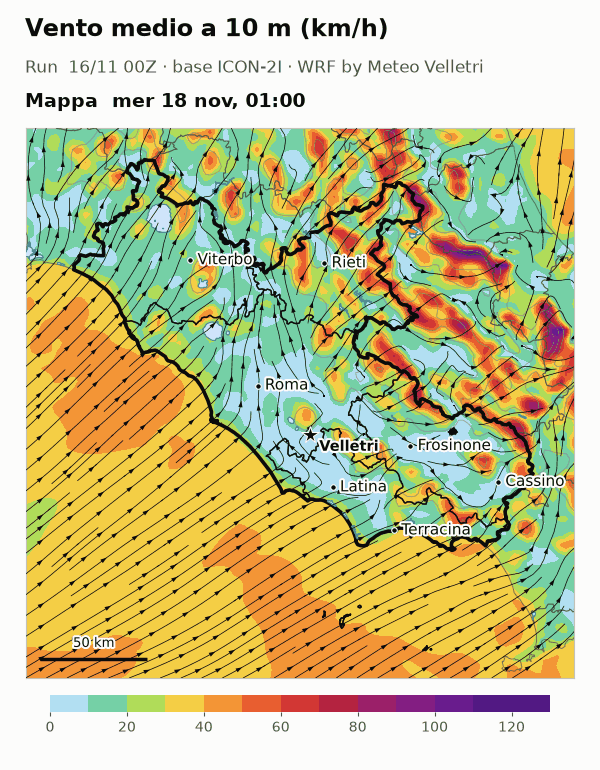 Vento medio a 10 m (km/h)
Run  16/11 00Z · base ICON-2I · WRF by Meteo Velletri
Mappa  mer 18 nov, 01:00
Viterbo
Rieti
Roma
Velletri
Frosinone
Latina
Cassino
Terracina
50 km
0 20 40 60 80 100 120